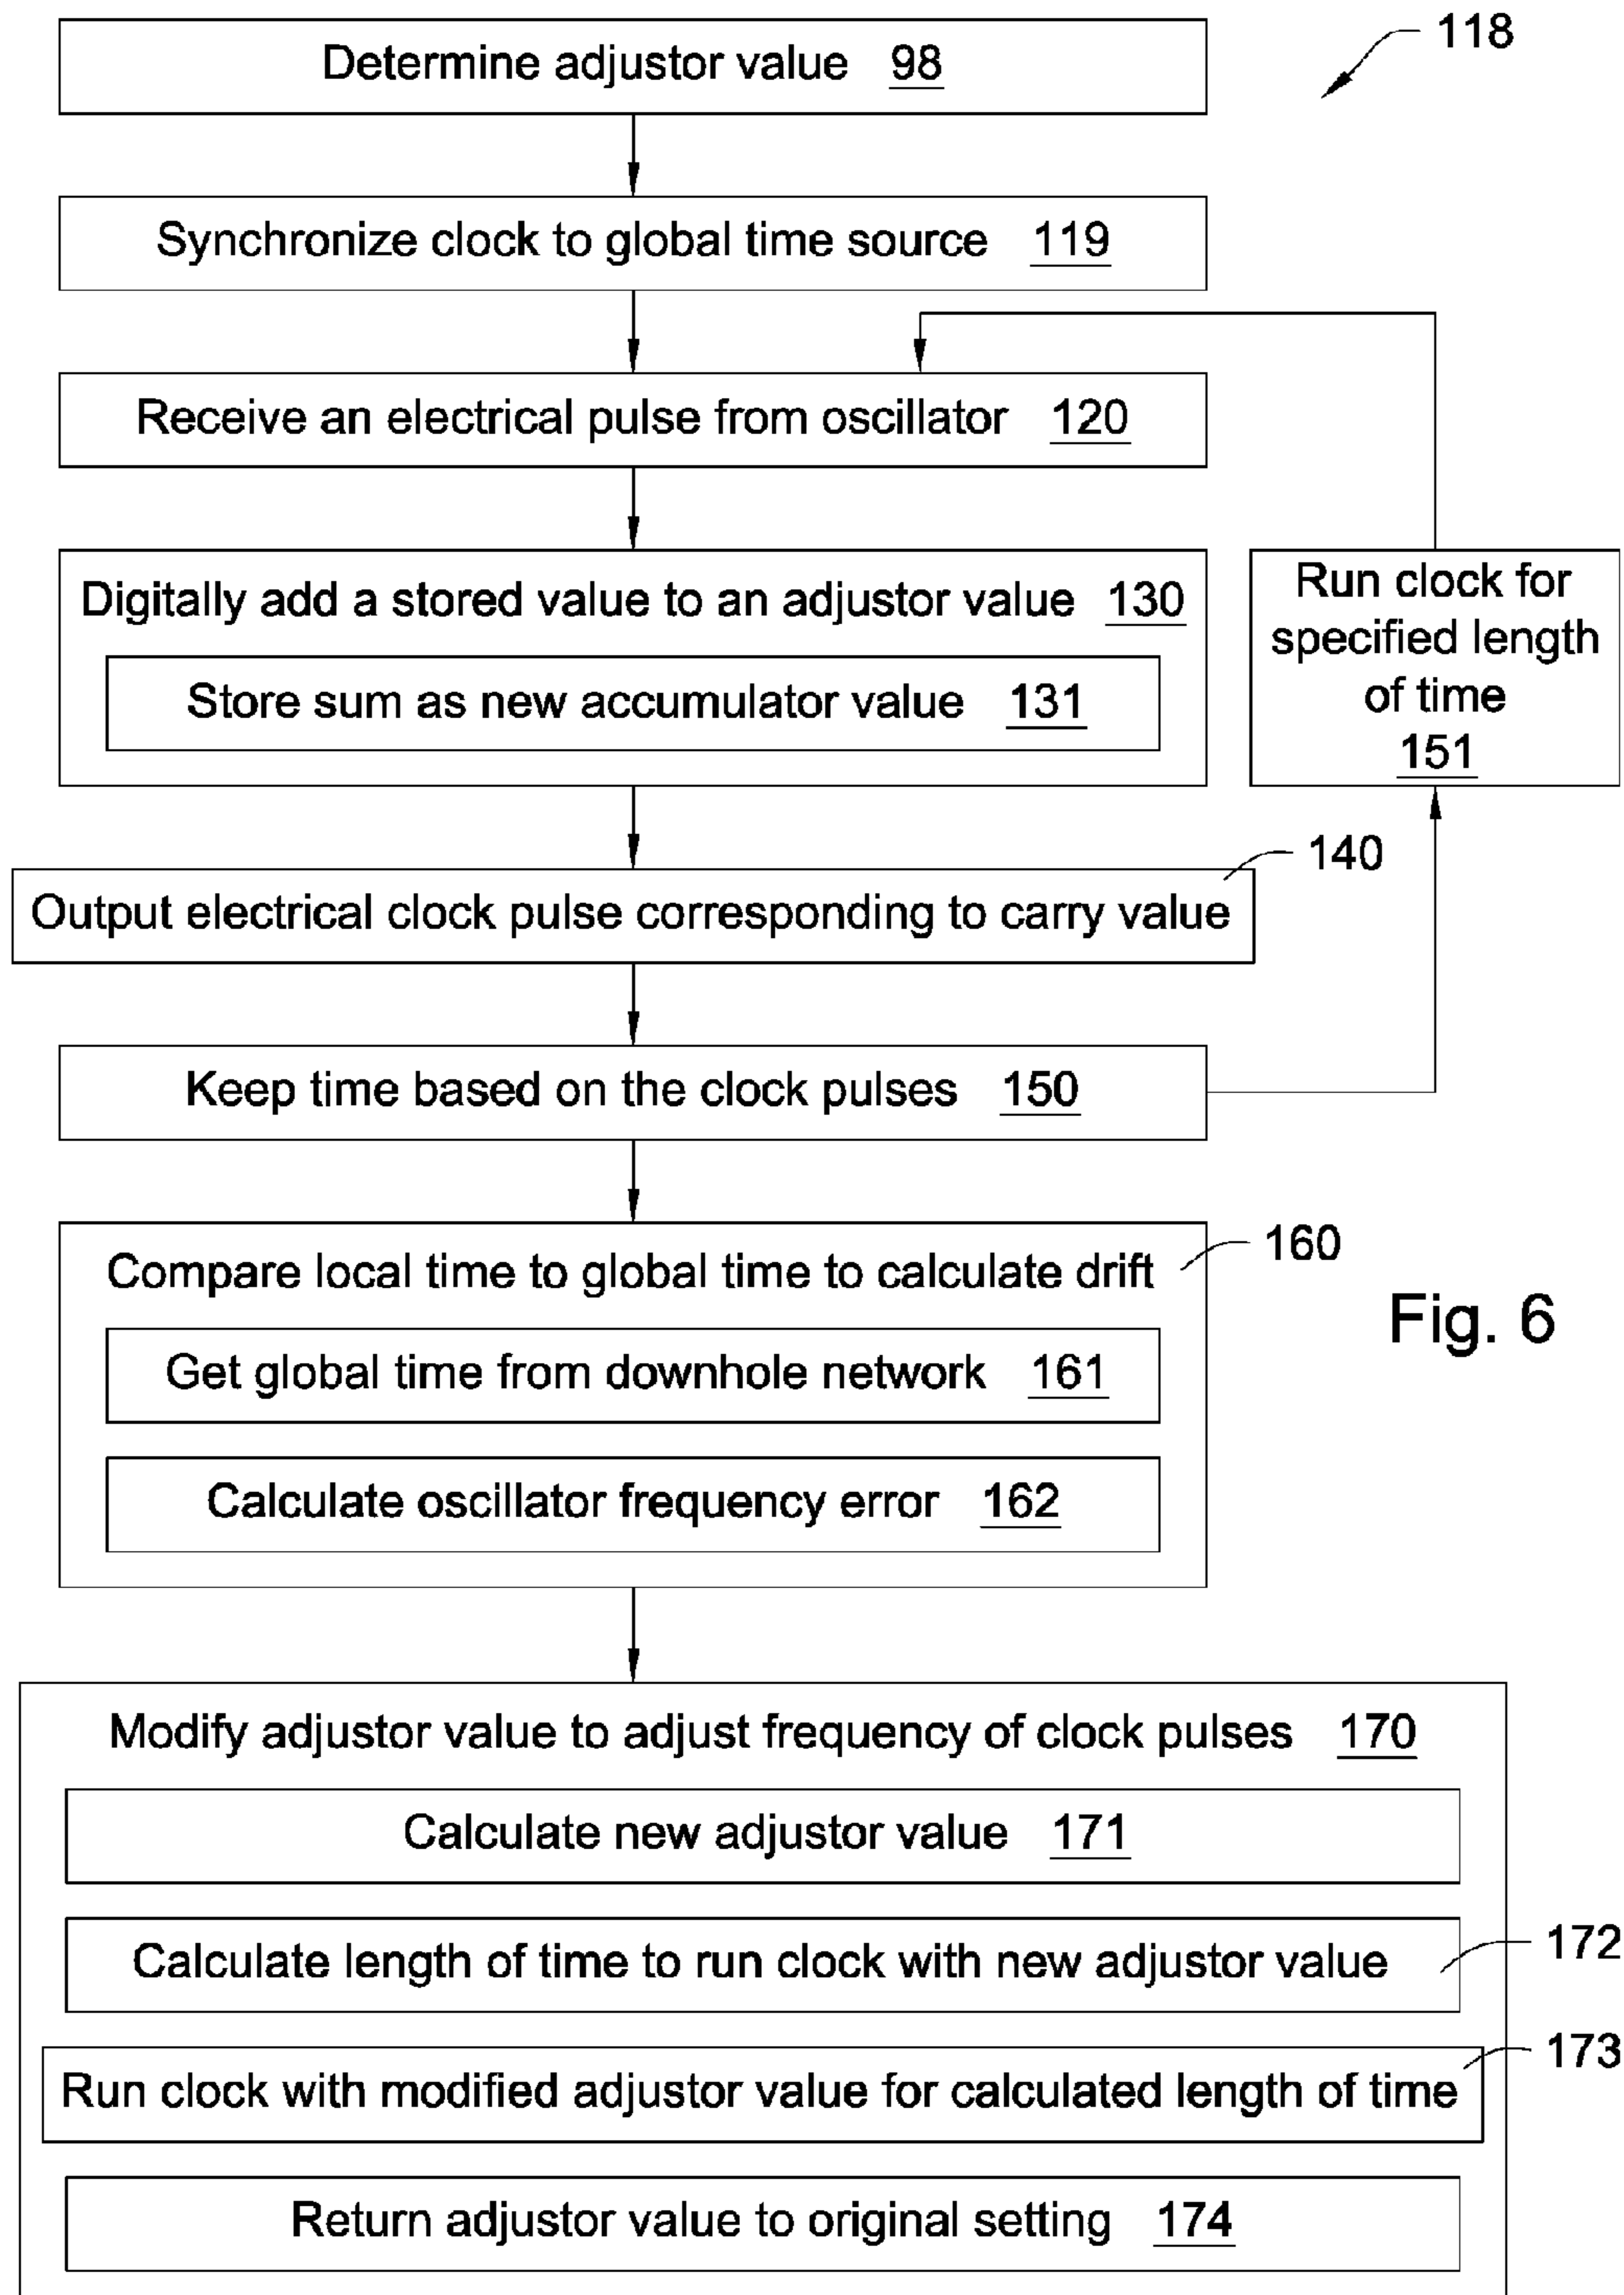 118
Determine adjustor value 98
Synchronize clock to global time source 119
Receive an electrical pulse from oscillator 120
Digitally add a stored value to an adjustor value 130
Store sum as new accumulator value 131
Run clock for
specified length
of time
151
140
Output electrical clock pulse corresponding to carry value
Keep time based on the clock pulses 150
160
Compare local time to global time to calculate drift
Get global time from downhole network 161
Calculate oscillator frequency error 162
Fig. 6
Modify adjustor value to adjust frequency of clock pulses 170
Calculate new adjustor value 171
Calculate length of time to run clock with new adjustor value
172
Run clock with modified adjustor value for calculated length of time
173
Return adjustor value to original setting 174